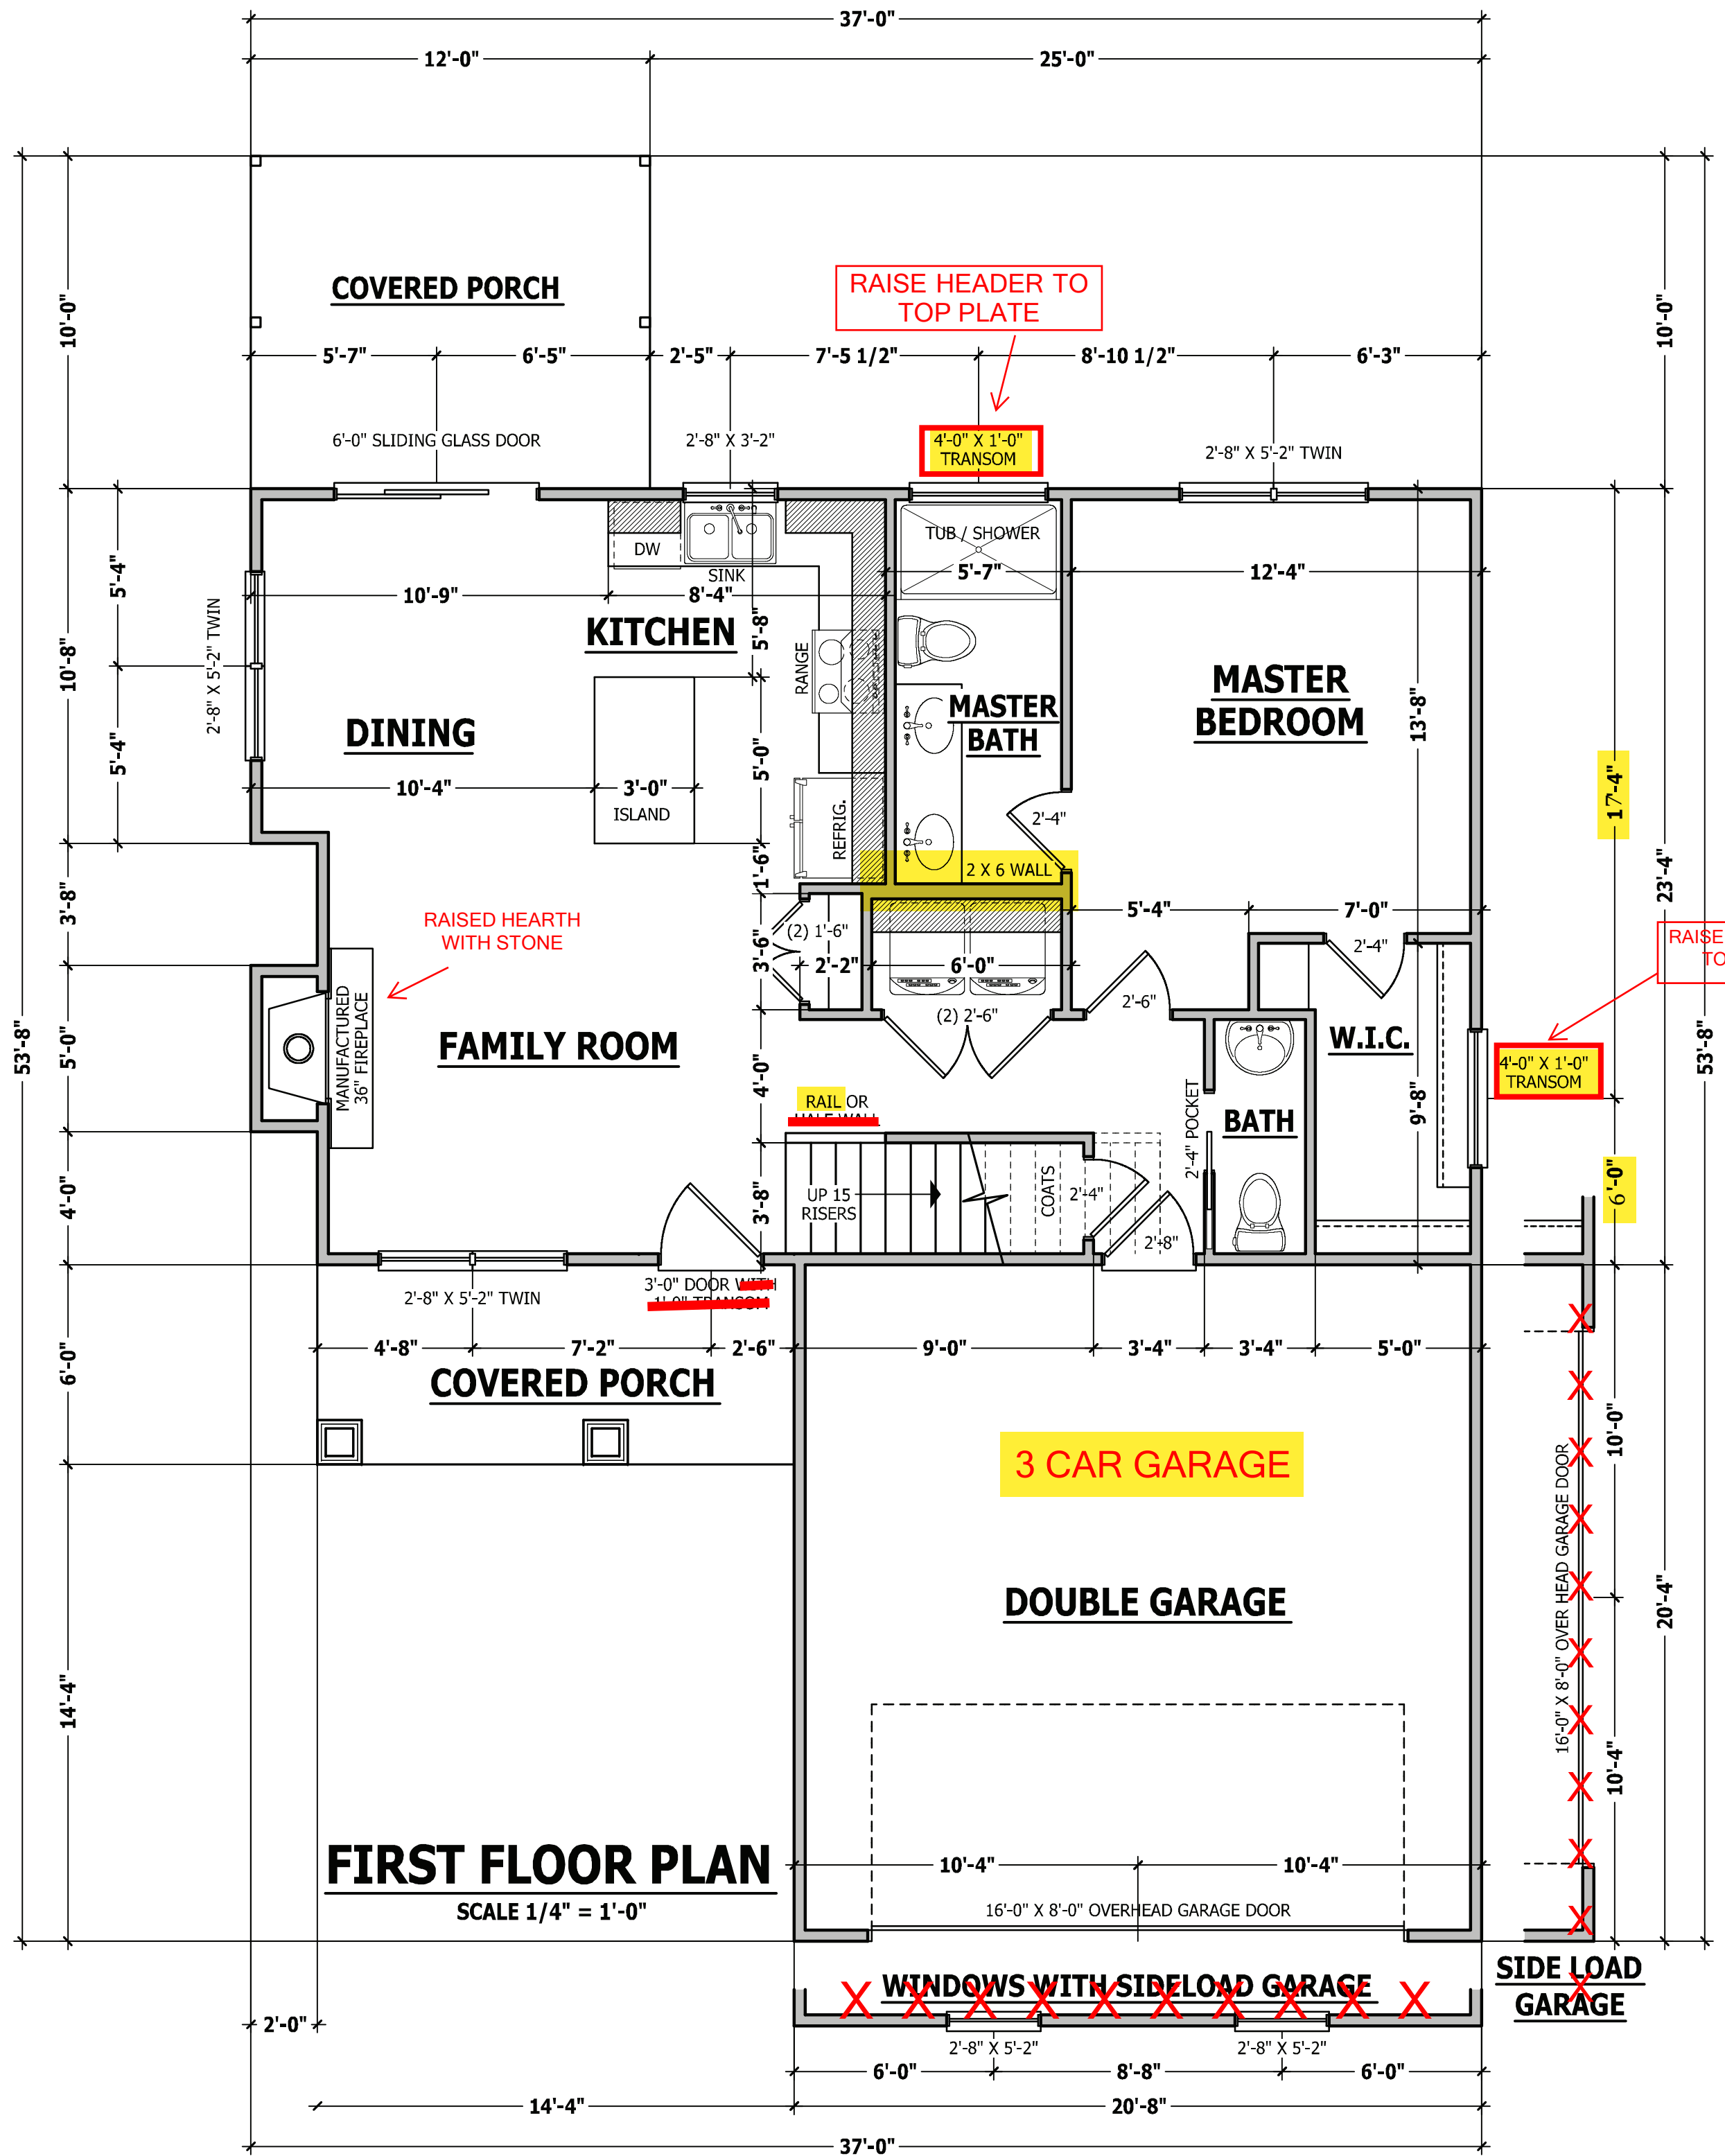 37'-0"
12'-0"
25'-0"
COVERED PORCH
RAISE HEADER TO
TOP PLATE
10'-0"
10'-0"
5'-7"
6'-5"
2'-5"
7'-5 1/2"
8'-10 1/2"
6'-3"
6'-0" SLIDING GLASS DOOR
2'-8" X 3'-2"
4'-0" X 1'-0"
TRANSOM
2'-8" X 5'-2" TWIN
DW
SINK
TUB / SHOWER
5'-4"
10'-9"
8'-4"
5'-7"
12'-4"
KITCHEN
5'-8"
RANGE
2'-8" X 5'-2" TWIN
10'-8"
MASTER
BEDROOM
MASTER
BATH
13'-8"
DINING
5'-4"
5'-0"
17'-4"
10'-4"
3'-0"
ISLAND
REFRIG.
2'-4"
1'-6"
2 X 6 WALL
3'-8"
23'-4"
RAISED HEARTH
WITH STONE
5'-4"
7'-0"
(2) 1'-6"
3'-6"
2'-2"
6'-0"
2'-4"
RAISE
TO
2'-6"
(2) 2'-6"
53'-8"
5'-0"
MANUFACTURED
36" FIREPLACE
FAMILY ROOM
4'-0"
W.I.C.
53'-8"
4'-0" X 1'-0"
TRANSOM
RAIL OR
2'-4" POCKET
BATH
9'-8"
4'-0"
3'-8"
UP 15
RISERS
COATS
2'-4"
2'-8"
6'-0"
2'-8" X 5'-2" TWIN
3'-0" DOOR WITH
1'-0" TRANSOM
6'-0"
4'-8"
7'-2"
2'-6"
9'-0"
3'-4"
3'-4"
5'-0"
COVERED PORCH
X
X
X
X
X
X
X
X
X
X
X
10'-0"
3 CAR GARAGE
16'-0" X 8'-0" OVER HEAD GARAGE DOOR
DOUBLE GARAGE
20'-4"
14'-4"
10'-4"
FIRST FLOOR PLAN
SCALE 1/4" = 1'-0"
10'-4"
10'-4"
16'-0" X 8'-0" OVERHEAD GARAGE DOOR
WINDOWS WITH SIDELOAD GARAGE
X X X X X X X X X X
SIDE LOAD
GARAGE
2'-0"
2'-8" X 5'-2"
2'-8" X 5'-2"
6'-0"
8'-8"
6'-0"
14'-4"
20'-8"
37'-0"